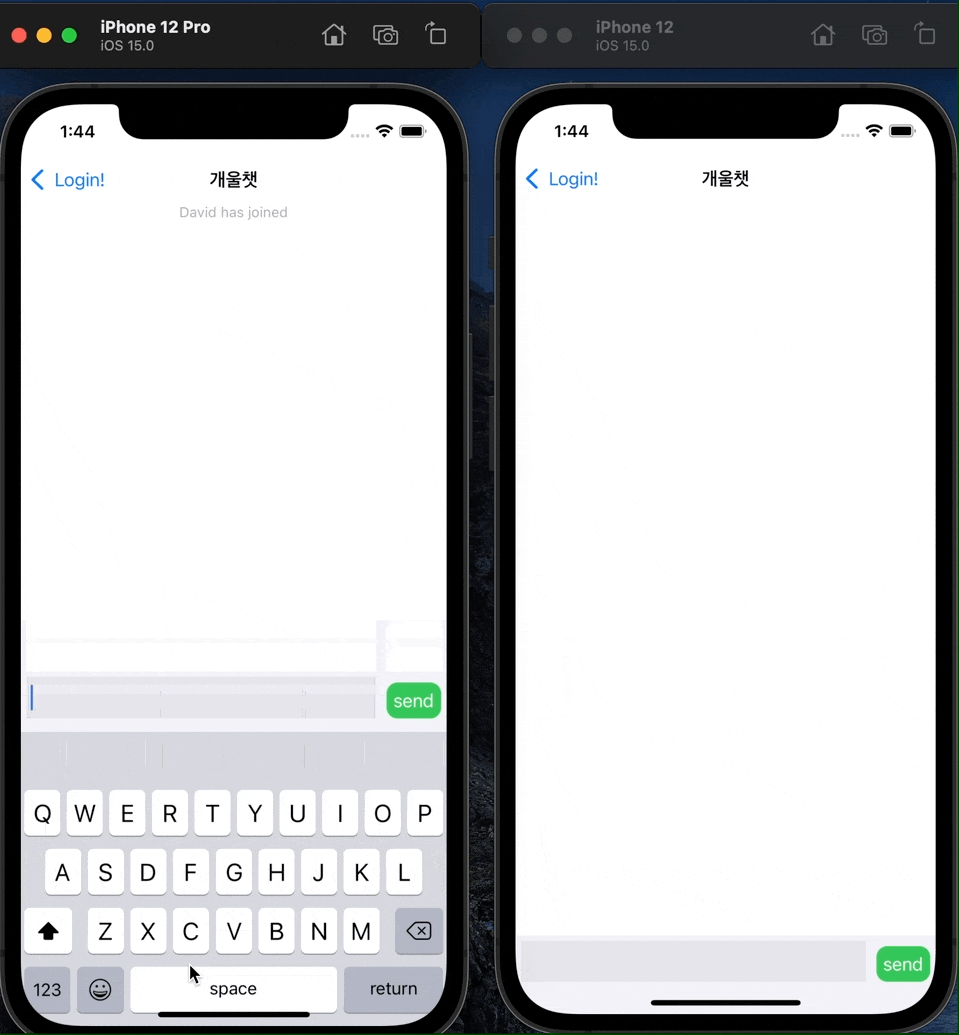 iPhone 12 Pro
iOS 15.0
1:44
Login!
개울챗
David has joined
send
Q W E R T Y U I O P
A S D F G H J K L
Z X C V B N M
123
space
return
iPhone 12
iOS 15.0
1:44
Login!
개울챗
send